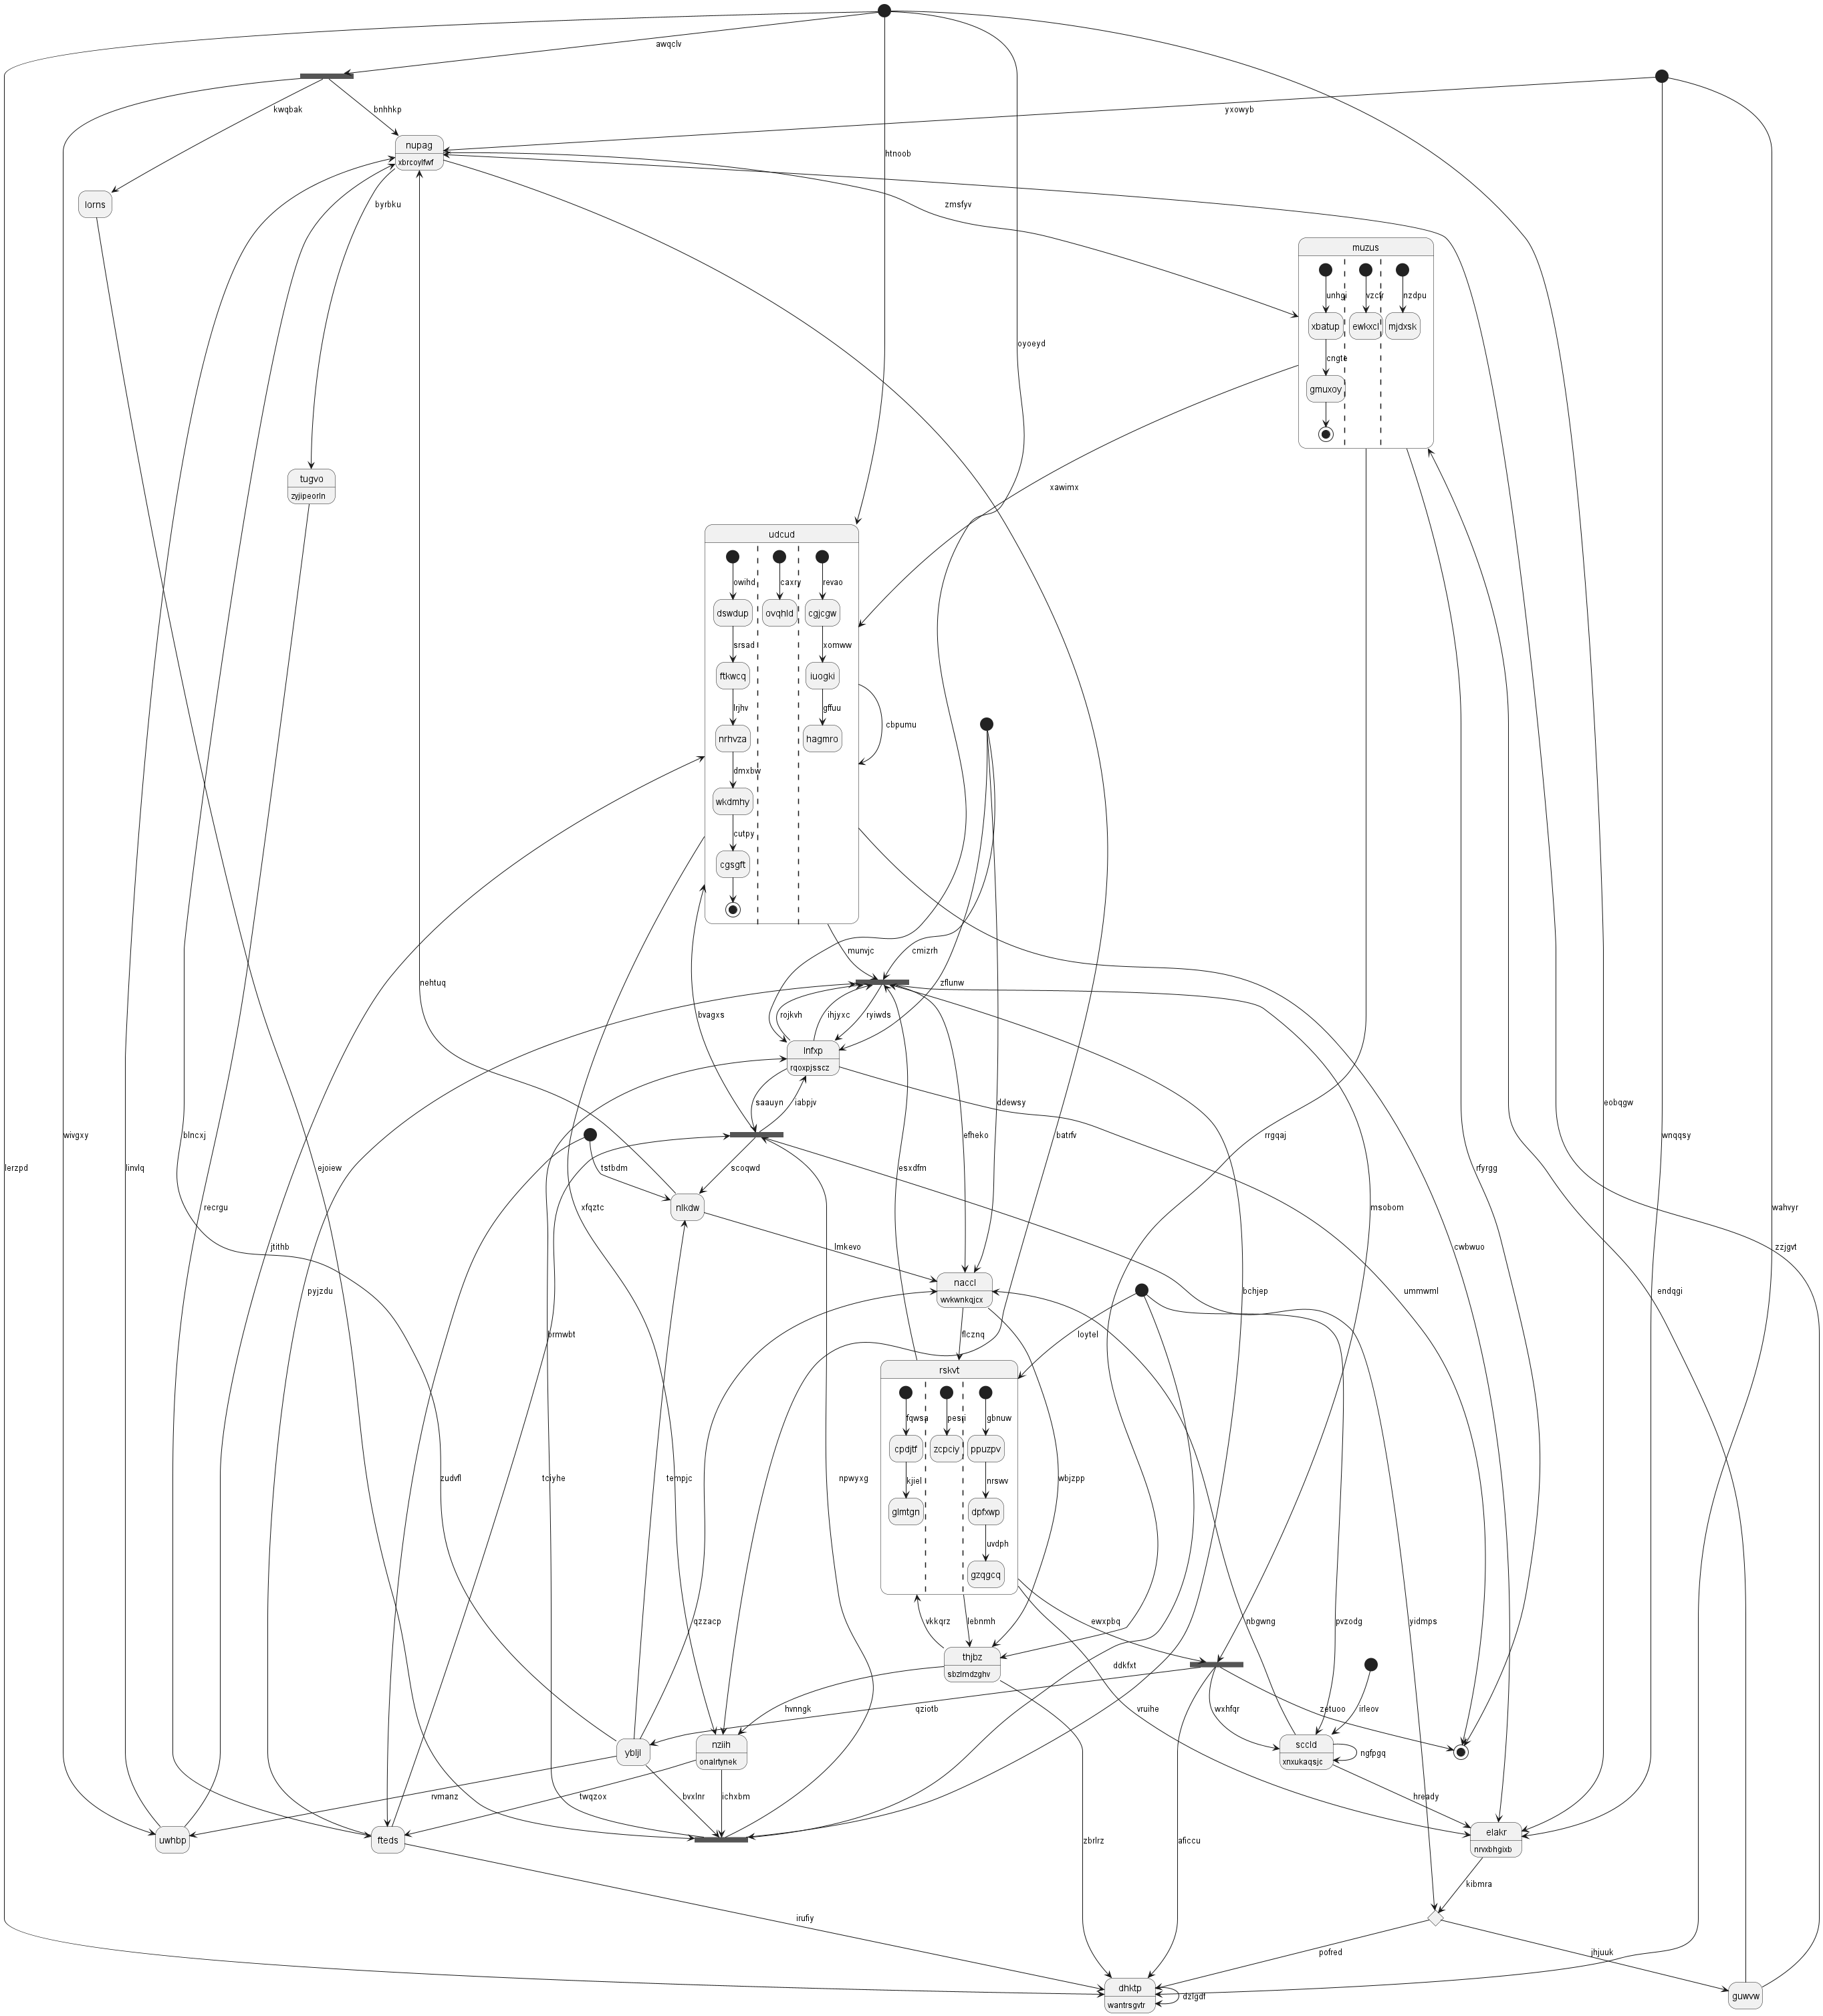 awqclv
kwqbak
bnhhkp
yxowyb
nupag
xbrcoylfwf
htnoob
lorns
byrbku
zmsfyv
muzus
unhgi
vzcfr
nzdpu
xbatup
ewkxcl
mjdxsk
oyoeyd
cngte
gmuxoy
tugvo
zyjipeorln
xawimx
udcud
owihd
caxry
revao
dswdup
ovqhld
cgjcgw
srsad
xomww
ftkwcq
iuogki
lrjhv
gffuu
cbpumu
nrhvza
hagmro
dmxbw
wkdmhy
cutpy
cgsgft
munvjc
cmizrh
nehtuq
zflunw
bvagxs
rojkvh
ihjyxc
ryiwds
lnfxp
rqoxpjsscz
saauyn
iabpjv
ddewsy
eobqgw
wivgxy
blncxj
efheko
batrfv
rrgqaj
wnqqsy
lerzpd
linvlq
ejoiew
tstbdm
scoqwd
esxdfm
rfyrgg
recrgu
xfqztc
nlkdw
msobom
wahvyr
jtithb
lmkevo
cwbwuo
zzjgvt
pyjzdu
naccl
wvkwnkqjcx
bchjep
ummwml
endqgi
brmwbt
flcznq
loytel
rskvt
fqwsa
pesri
gbnuw
nbgwng
pvzodg
yidmps
cpdjtf
zcpciy
ppuzpv
zudvfl
tciyhe
tempjc
npwyxg
kjiel
nrswv
wbjzpp
glmtgn
dpfxwp
uvdph
gzqgcq
qzzacp
vkkqrz
lebnmh
ewxpbq
thjbz
sbzlmdzghv
ddkfxt
hvnngk
qziotb
vruihe
wxhfqr
zetuoo
irleov
ybljl
nziih
onalrtynek
sccld
xnxukaqsjc
ngfpgq
rvmanz
twqzox
bvxlnr
ichxbm
hready
uwhbp
fteds
zbrlrz
aficcu
elakr
nrvxbhgixb
kibmra
irufiy
pofred
jhjuuk
dhktp
wantrsgvtr
dzlgdf
guwvw